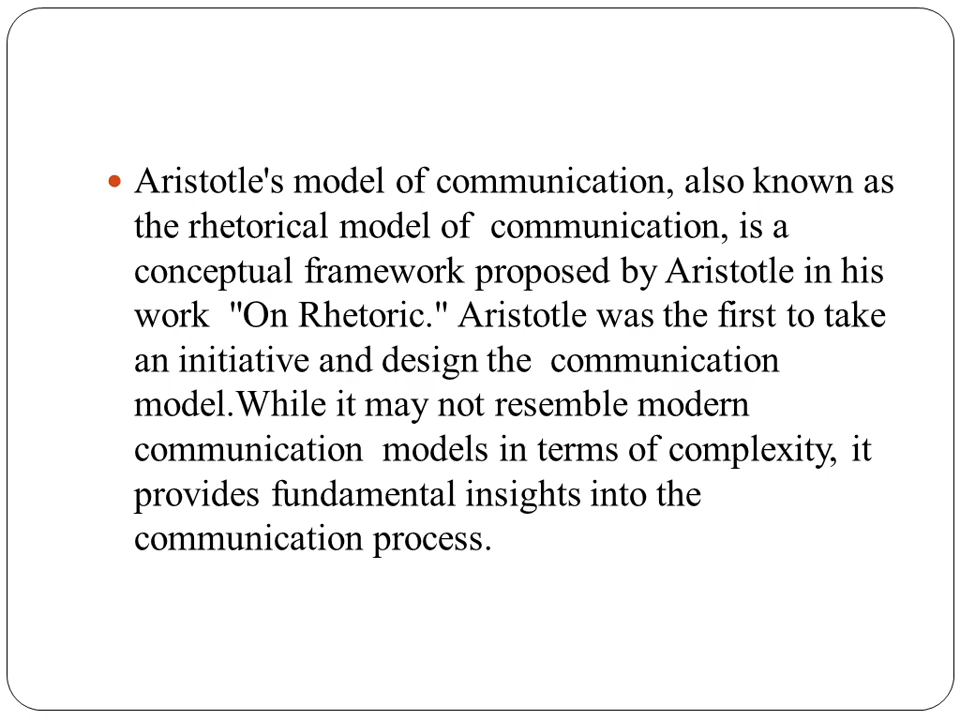 Aristotle's model of communication, also known as
the rhetorical model of  communication, is a
conceptual framework proposed by Aristotle in his
work  "On Rhetoric." Aristotle was the first to take
an initiative and design the  communication
model.While it may not resemble modern
communication  models in terms of complexity, it
provides fundamental insights into the
communication process.